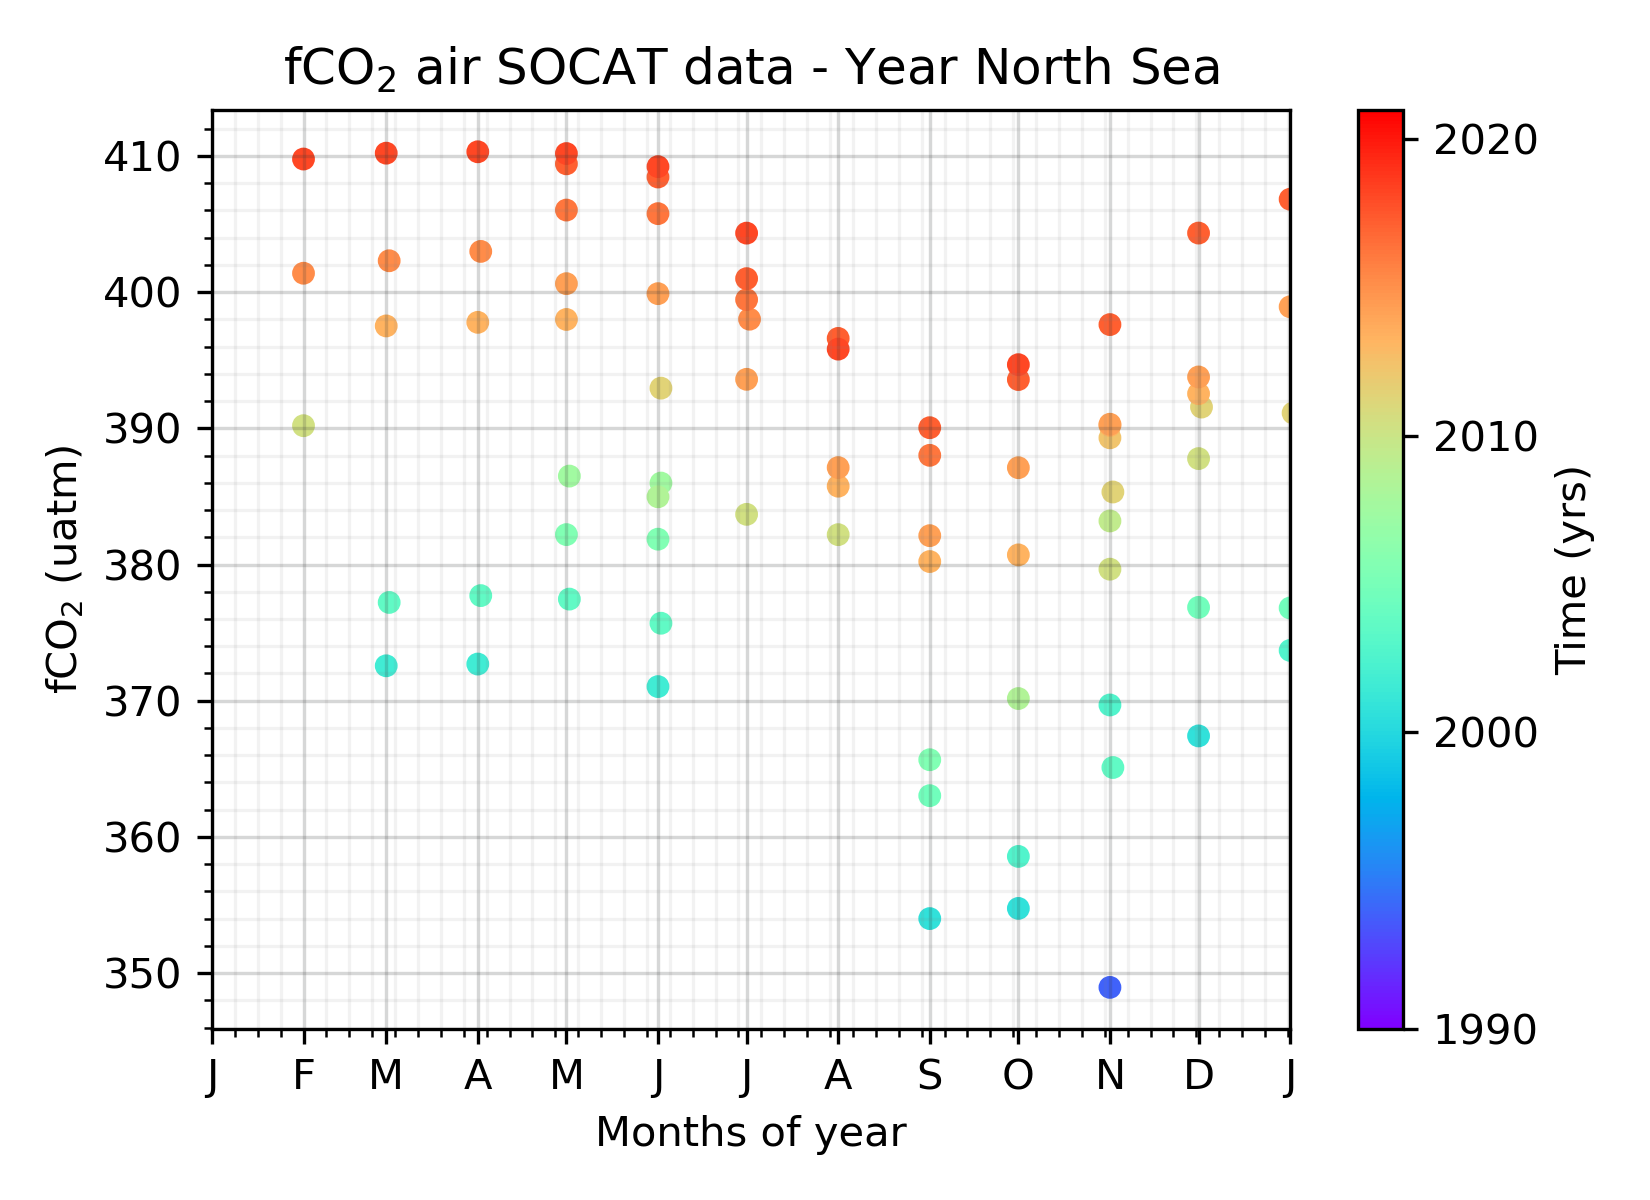 fCO₂ air SOCAT data - Year North Sea
410
400
390
380
370
360
350
fCO₂ (uatm)
J F M A M J J A S O N D J
Months of year
2020
2010
2000
1990
Time (yrs)